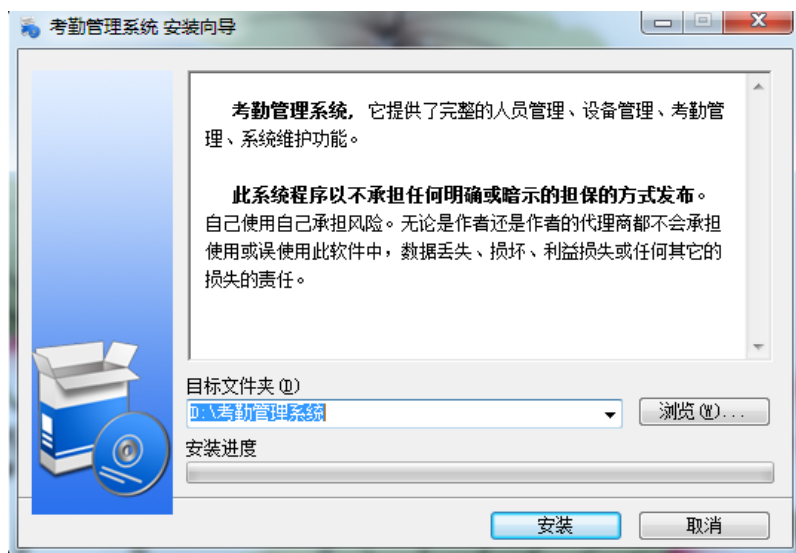 考勤管理系统 安装向导
考勤管理系统，它提供了完整的人员管理、设备管理、考勤管
理、系统维护功能。
此系统程序以不承担任何明确或暗示的担保的方式发布。
自己使用自己承担风险。无论是作者还是作者的代理商都不会承担
使用或误使用此软件中，数据丢失、损坏、利益损失或任何其它的
损失的责任。
目标文件夹(D)
D:\考勤管理系统
浏览(W)...
安装进度
安装
取消